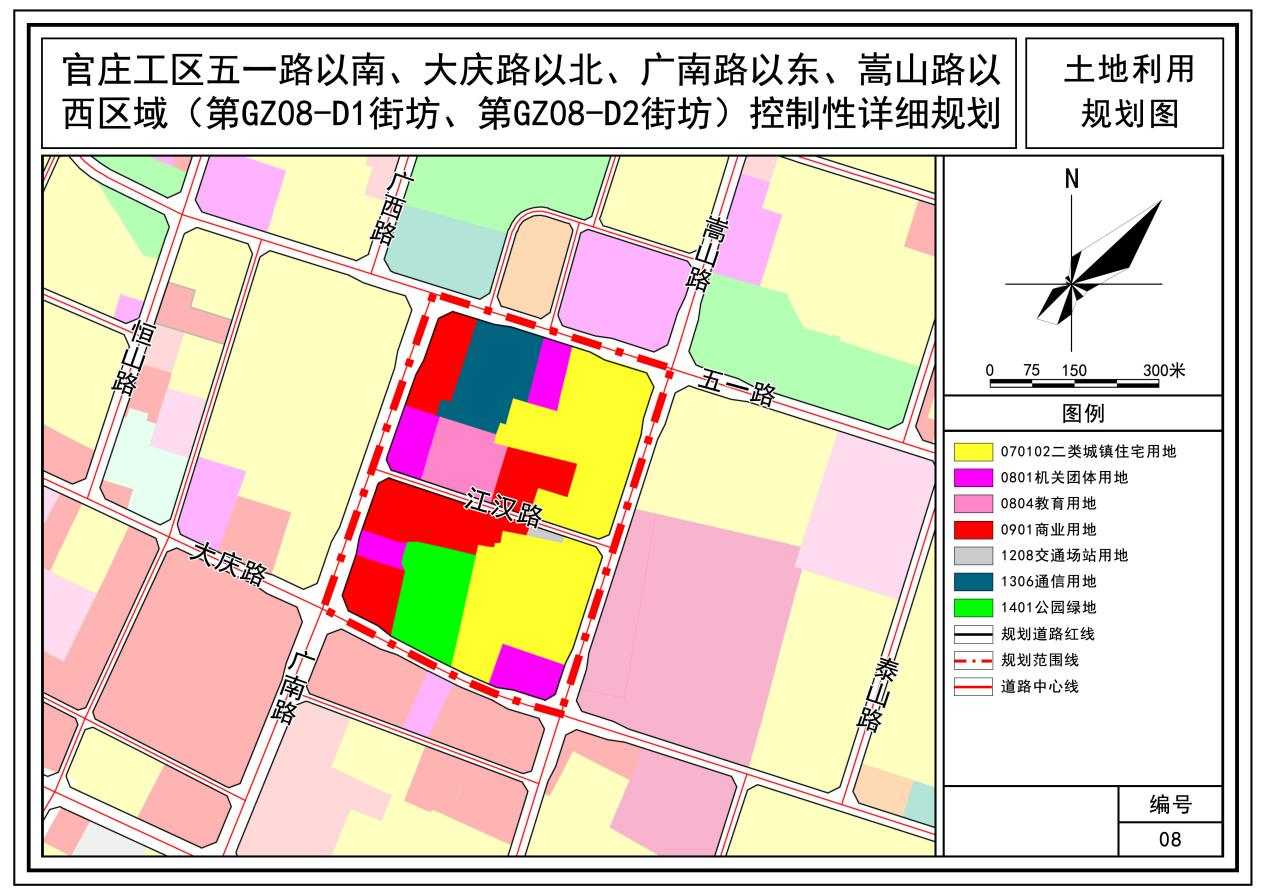 官庄工区五一路以南、大庆路以北、广南路以东、嵩山路以
西区域（第GZ08-D1街坊、第GZ08-D2街坊）控制性详细规划
土地利用
规划图
广西路
嵩山路
恒山路
五一路
江汉路
大庆路
广南路
泰山路
N
0 75 150 300米
图例
070102二类城镇住宅用地
0801机关团体用地
0804教育用地
0901商业用地
1208交通场站用地
1306通信用地
1401公园绿地
规划道路红线
规划范围线
道路中心线
编号
08